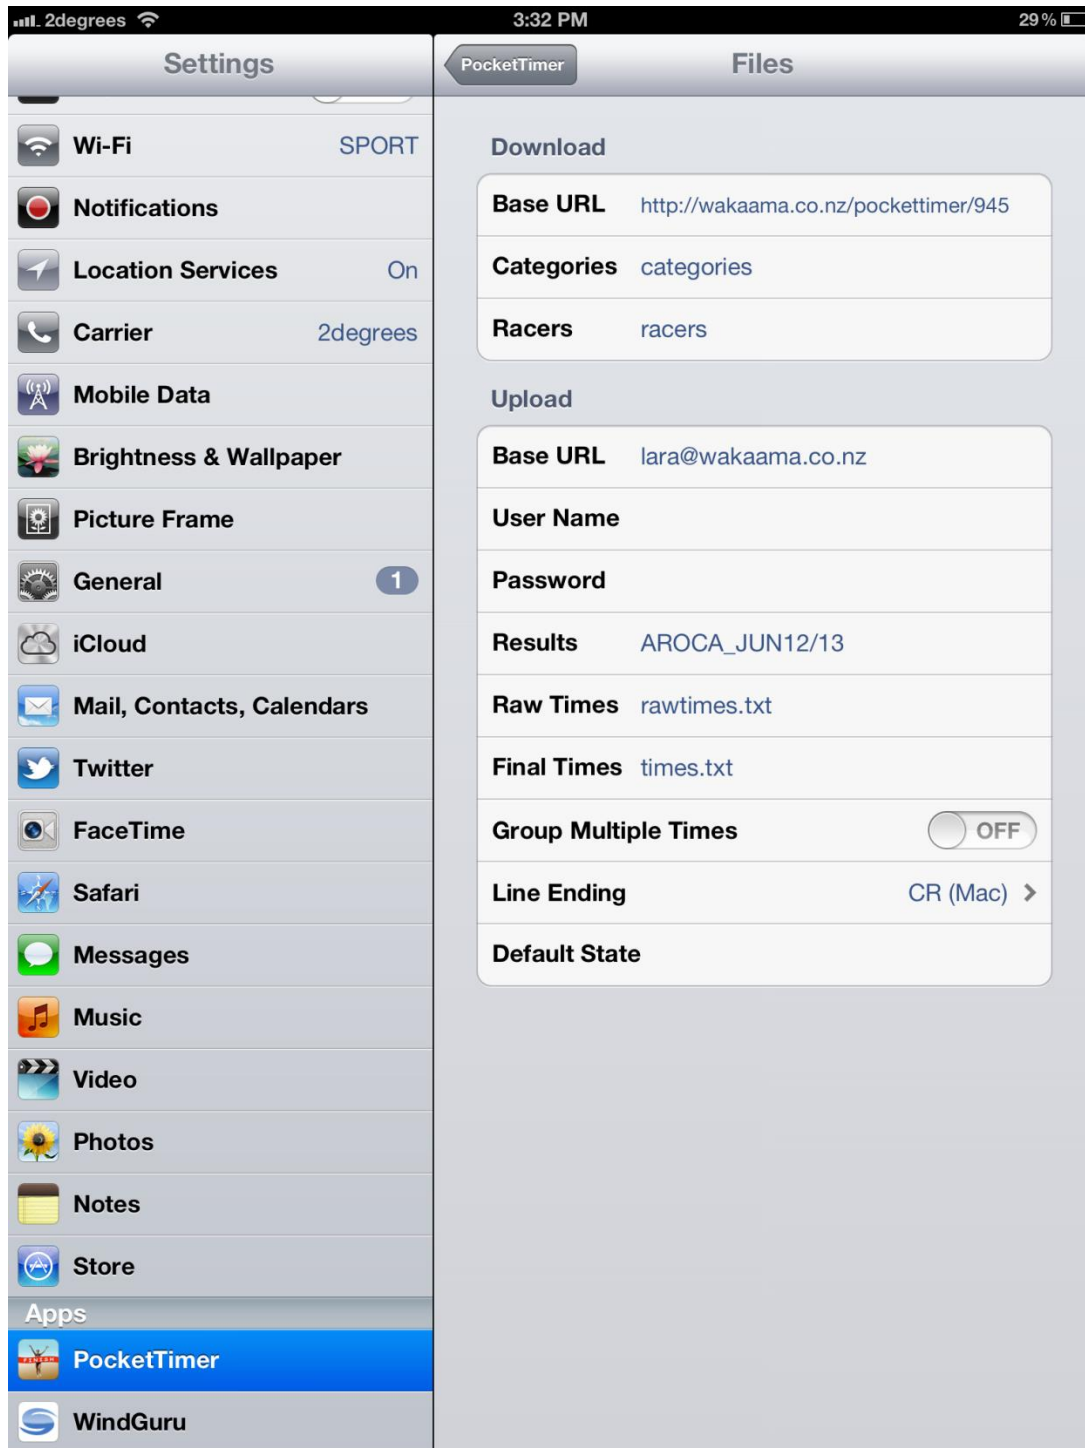 2degrees 3:32 PM 29%
Settings
PocketTimer Files
Wi-Fi SPORT
Notifications
Location Services On
Carrier 2degrees
Mobile Data
Brightness & Wallpaper
Picture Frame
General 1
iCloud
Mail, Contacts, Calendars
Twitter
FaceTime
Safari
Messages
Music
Video
Photos
Notes
Store
Apps
PocketTimer
WindGuru
Download
Base URL http://wakaama.co.nz/pockettimer/945
Categories categories
Racers racers
Upload
Base URL lara@wakaama.co.nz
User Name
Password
Results AROCA_JUN12/13
Raw Times rawtimes.txt
Final Times times.txt
Group Multiple Times OFF
Line Ending CR (Mac)
Default State